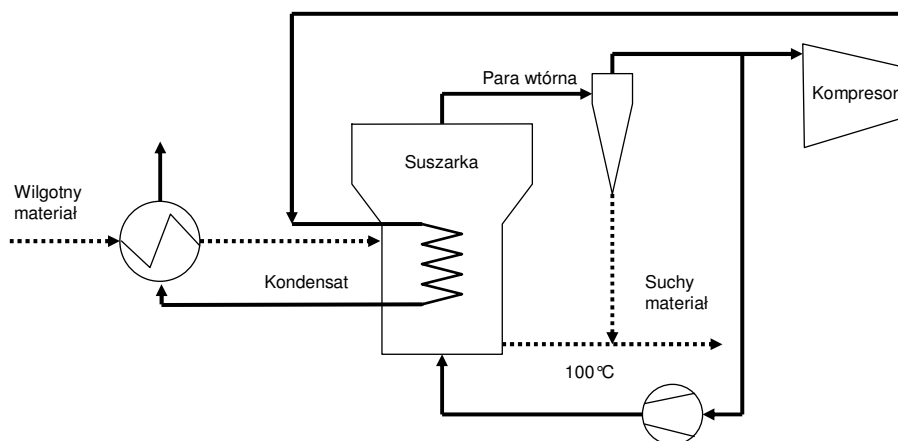 Para wtórna
Kompresor
Suszarka
Wilgotny
materiał
Kondensat
Suchy
materiał
100°C